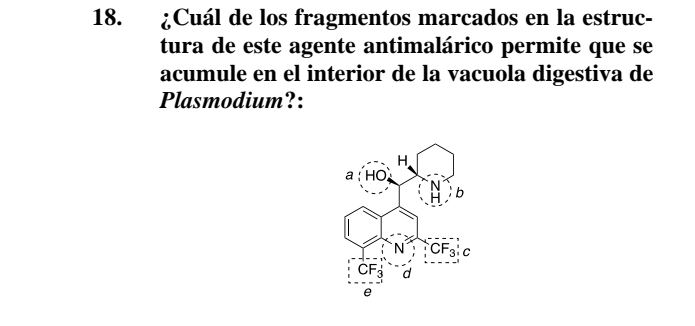 18. ¿Cuál de los fragmentos marcados en la estruc-
tura de este agente antimalárico permite que se
acumule en el interior de la vacuola digestiva de
Plasmodium?:
H
a HO
N
H b
N CF3 c
CF3 d
e